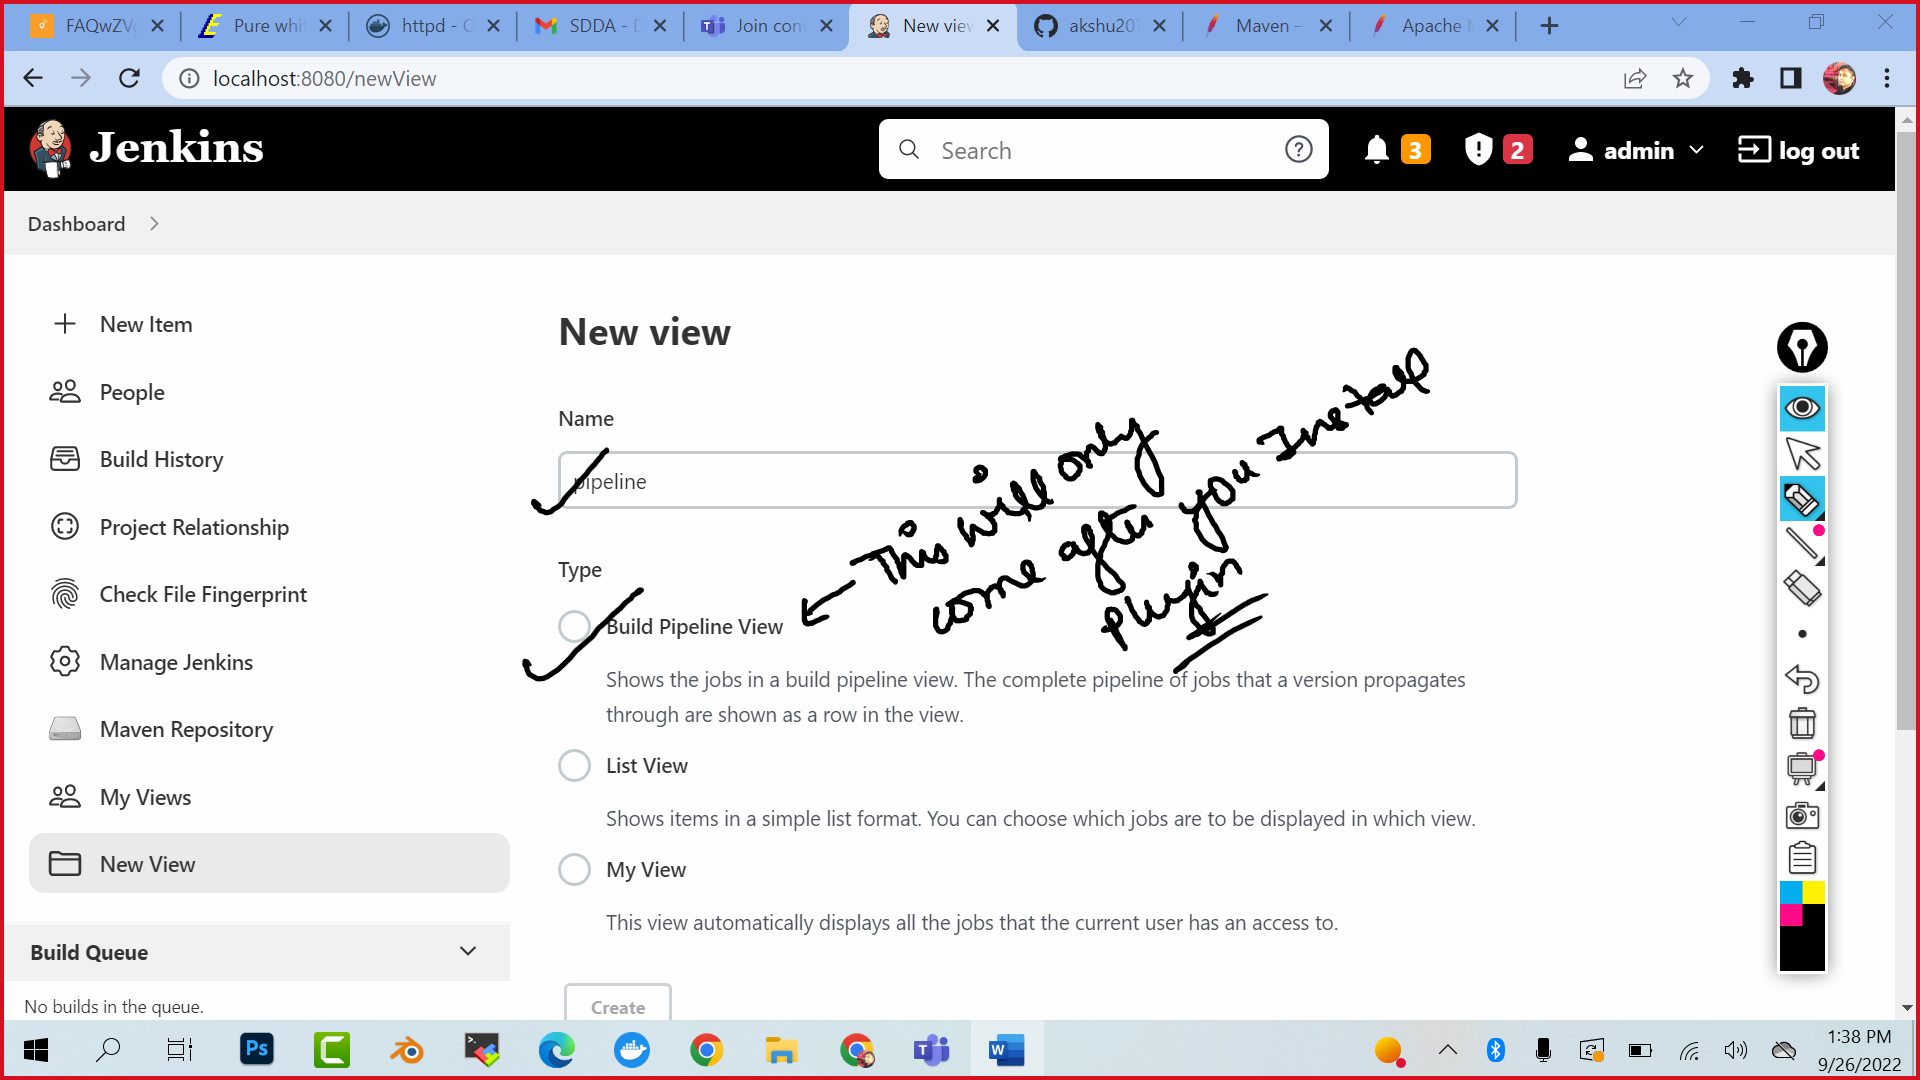 FAQwZVg
Pure whit
httpd -
SDDA -
Join conv
New view
akshu207
Maven –
Apache
localhost:8080/newView
Jenkins
Search
3
2
admin
log out
Dashboard
New Item
People
Build History
Project Relationship
Check File Fingerprint
Manage Jenkins
Maven Repository
My Views
New View
Build Queue
No builds in the queue.
New view
Name
pipeline
This will only
come after you Install
plugin
Type
Build Pipeline View
Shows the jobs in a build pipeline view. The complete pipeline of jobs that a version propagates
through are shown as a row in the view.
List View
Shows items in a simple list format. You can choose which jobs are to be displayed in which view.
My View
This view automatically displays all the jobs that the current user has an access to.
Create
Ps
1:38 PM
9/26/2022